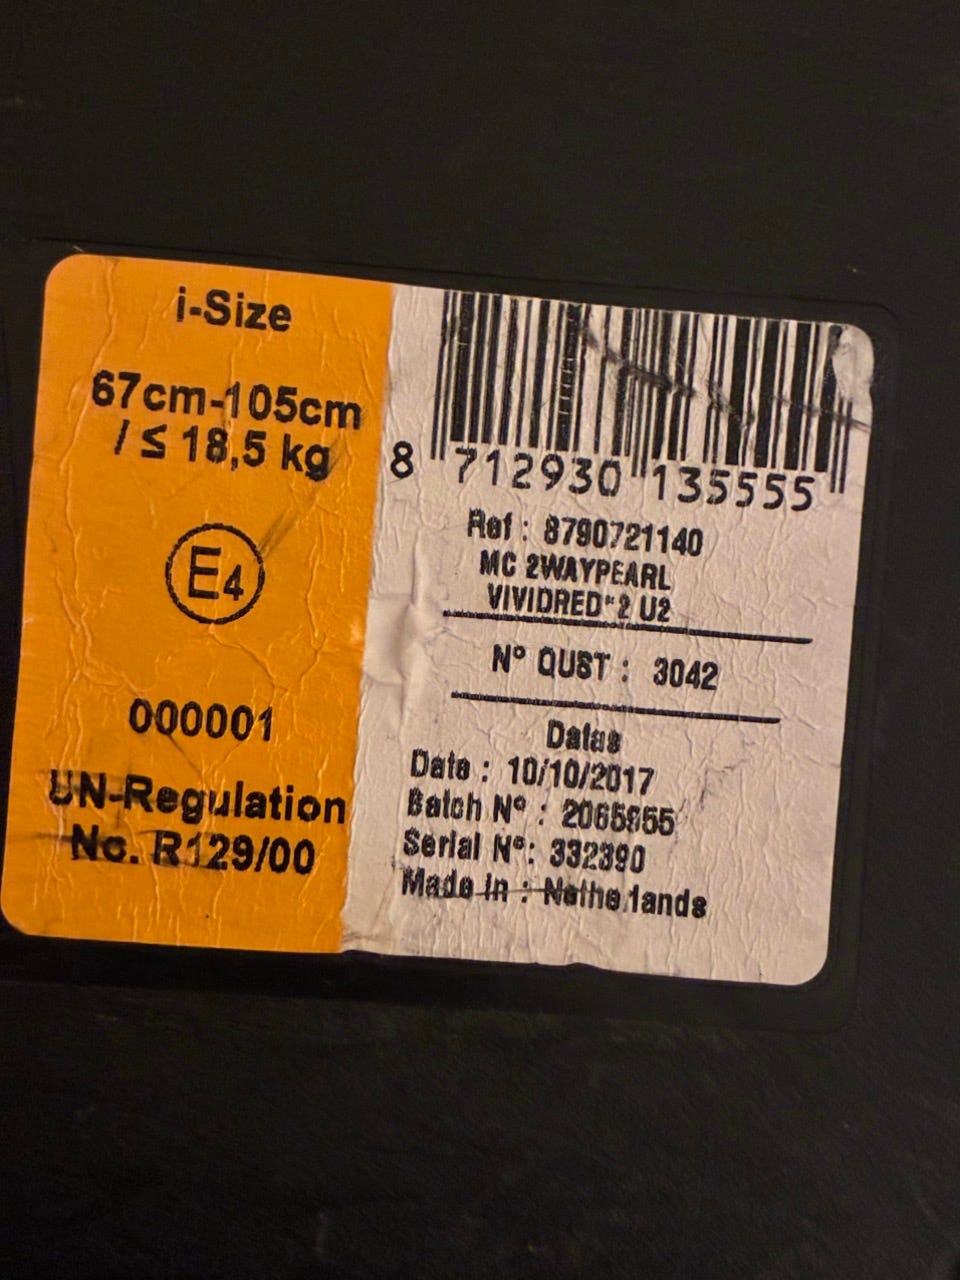 i-Size
67cm-105cm
/ ≤ 18,5 kg
E4
000001
UN-Regulation
No. R129/00
8 712930 135555
Ref : 8790721140
MC 2WAYPEARL
VIVIDRED*2 U2
N° QUST : 3042
Datas
Date : 10/10/2017
Batch N° :
Serial N°: 332390
Made in : Netherlands